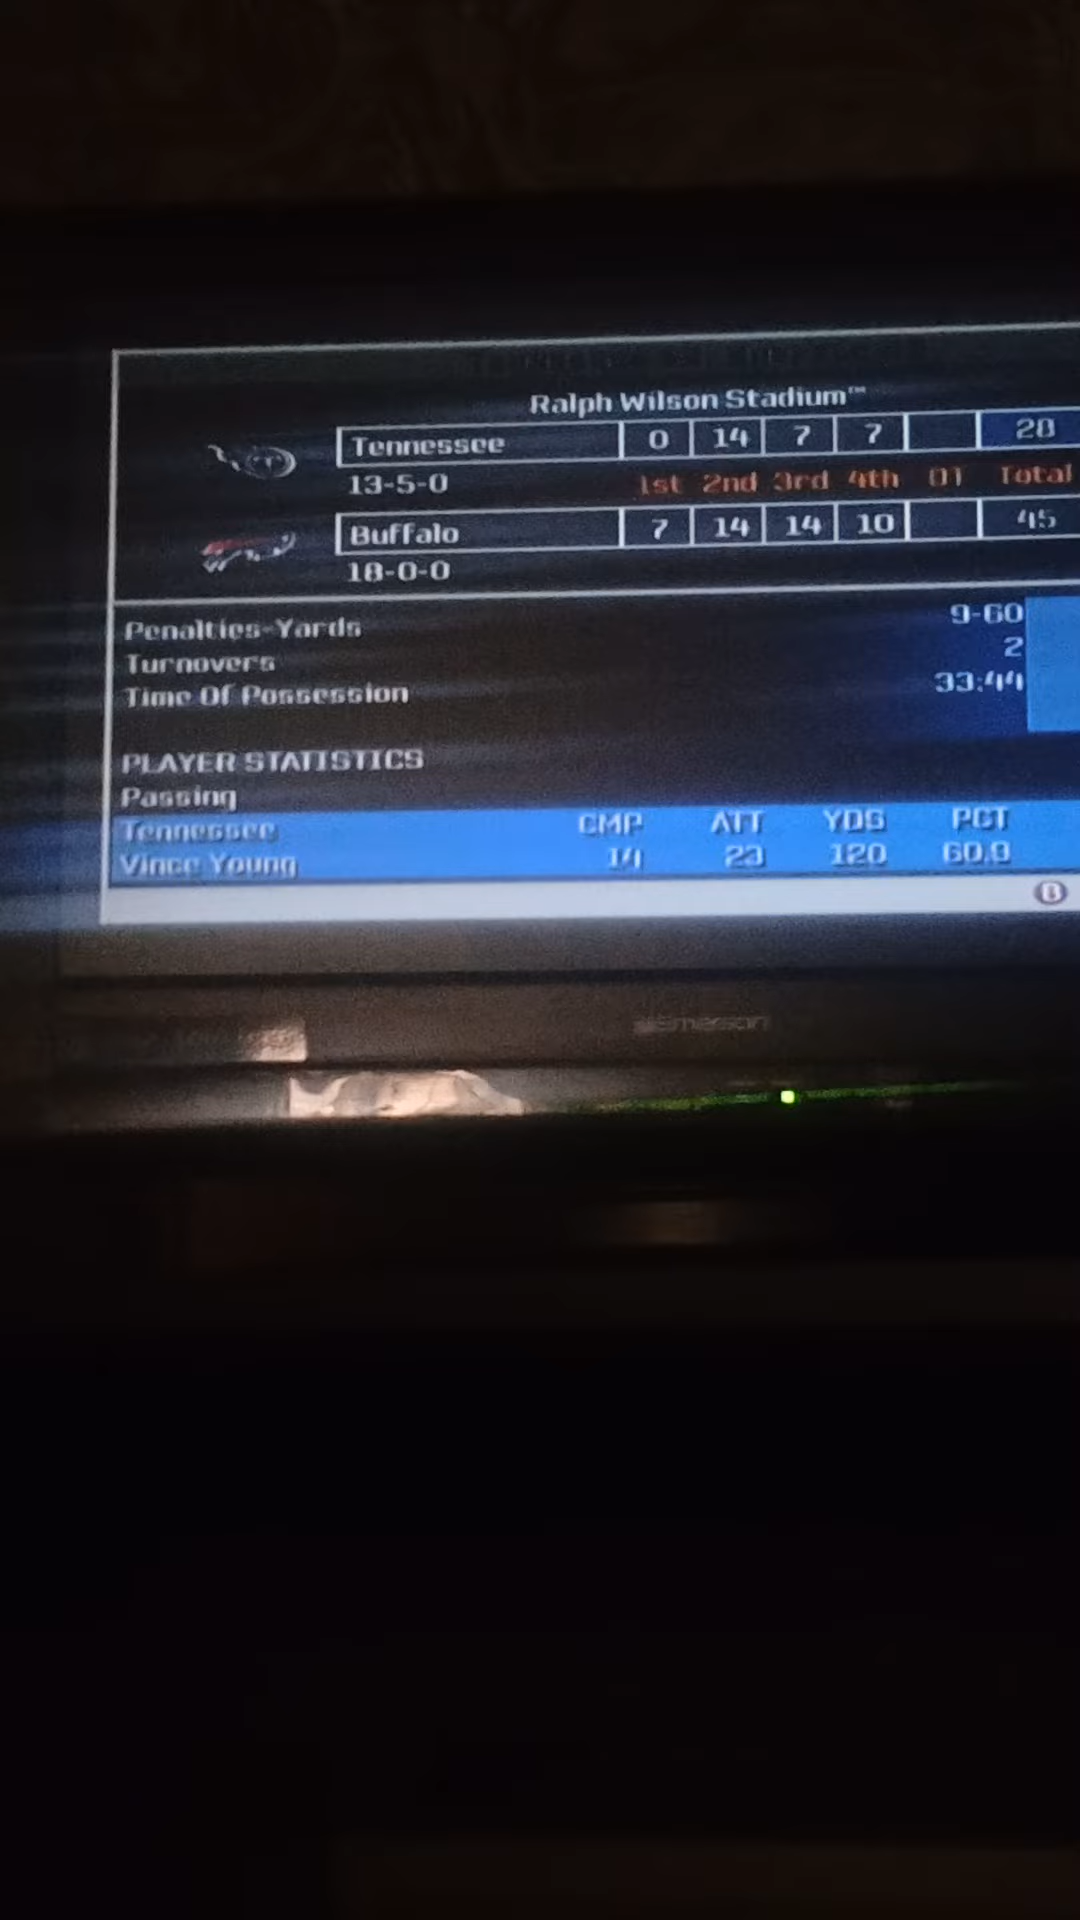 Ralph Wilson Stadium™
Tennessee 0 14 7 7 28
13-5-0 1st 2nd 3rd 4th OT Total
Buffalo 7 14 14 10 45
18-0-0
Penalties-Yards 9-60
Turnovers 2
Time Of Possession 33:44
PLAYER STATISTICS
Passing
Tennessee CMP ATT YDS PCT
Vince Young 14 23 120 60.9
B
Emerson